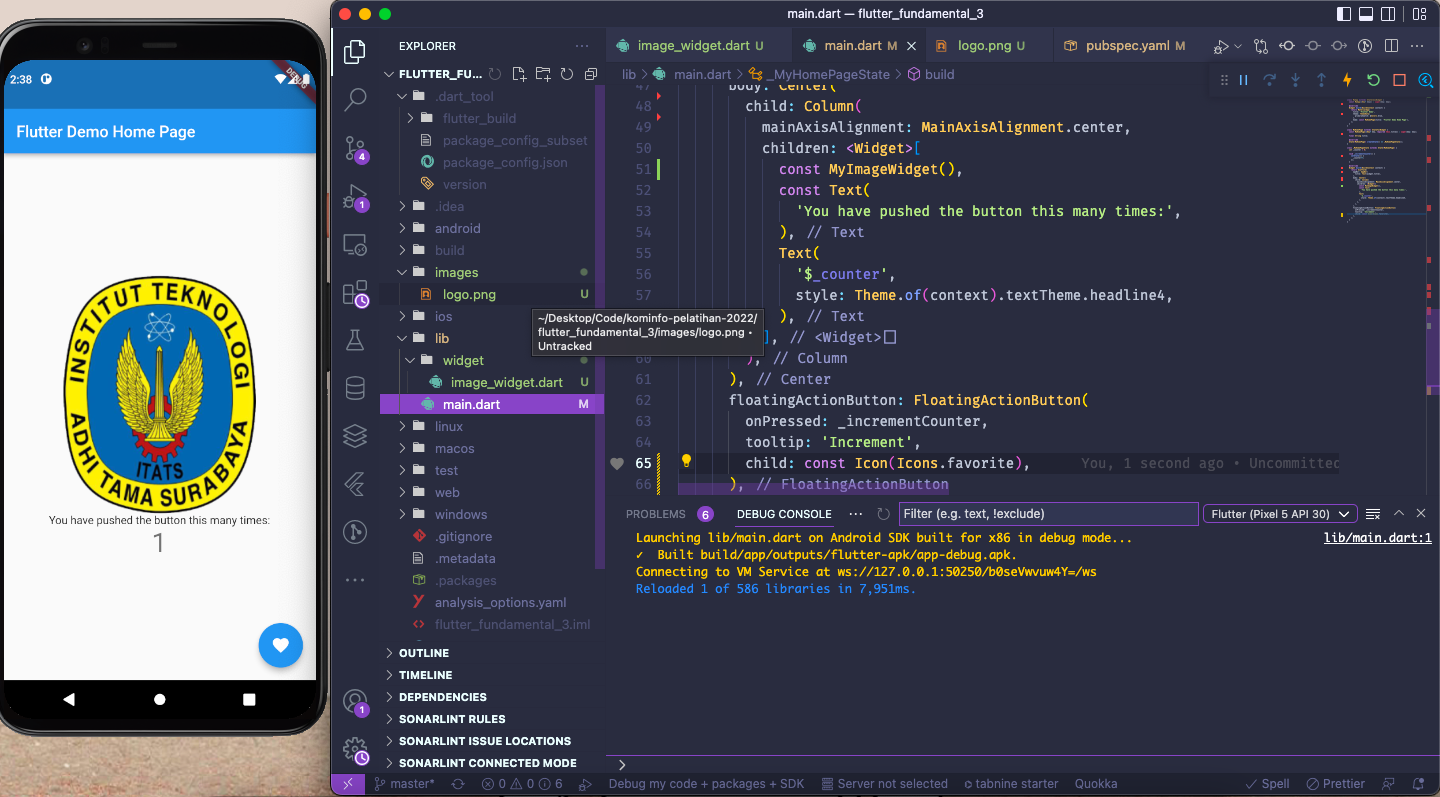 2:38
DEBUG
Flutter Demo Home Page
INSTITUT TEKNOLOGI
ADHI TAMA SURABAYA
ITATS
You have pushed the button this many times:
1
main.dart — flutter_fundamental_3
EXPLORER
FLUTTER_FU...
.dart_tool
flutter_build
package_config_subset
package_config.json
version
.idea
android
build
images
logo.png U
ios
lib
widget
image_widget.dart U
main.dart M
linux
macos
test
web
windows
.gitignore
.metadata
.packages
analysis_options.yaml
flutter_fundamental_3.iml
OUTLINE
TIMELINE
DEPENDENCIES
SONARLINT RULES
SONARLINT ISSUE LOCATIONS
SONARLINT CONNECTED MODE
4
1
1
image_widget.dart U
main.dart M
logo.png U
pubspec.yaml M
lib > main.dart > _MyHomePageState > build
47 body: Center(
48 child: Column(
49 mainAxisAlignment: MainAxisAlignment.center,
50 children: <Widget>[
51 const MyImageWidget(),
52 const Text(
53 'You have pushed the button this many times:',
54 ), // Text
55 Text(
56 '$_counter',
57 style: Theme.of(context).textTheme.headline4,
), // Text
], // <Widget>[]
60 ), // Column
61 ), // Center
62 floatingActionButton: FloatingActionButton(
63 onPressed: _incrementCounter,
64 tooltip: 'Increment',
65 child: const Icon(Icons.favorite), You, 1 second ago • Uncommitted
66 ), // FloatingActionButton
~/Desktop/Code/kominfo-pelatihan-2022/
flutter_fundamental_3/images/logo.png •
Untracked
PROBLEMS 6 DEBUG CONSOLE ... Filter (e.g. text, !exclude) Flutter (Pixel 5 API 30)
Launching lib/main.dart on Android SDK built for x86 in debug mode... lib/main.dart:1
✓ Built build/app/outputs/flutter-apk/app-debug.apk.
Connecting to VM Service at ws://127.0.0.1:50250/b0seVwvuw4Y=/ws
Reloaded 1 of 586 libraries in 7,951ms.
master* 0 0 6 Debug my code + packages + SDK Server not selected tabnine starter Quokka Spell Prettier